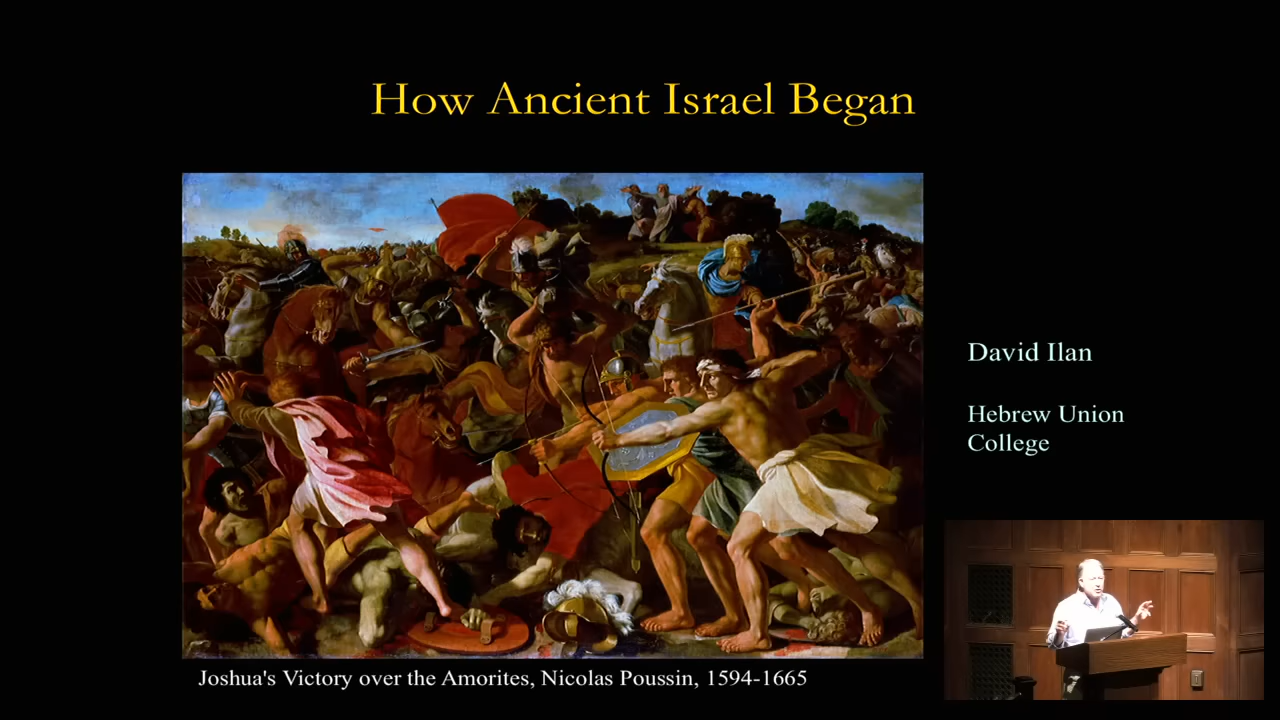 How Ancient Israel Began
David Ilan
Hebrew Union
College
Joshua's Victory over the Amorites, Nicolas Poussin, 1594-1665